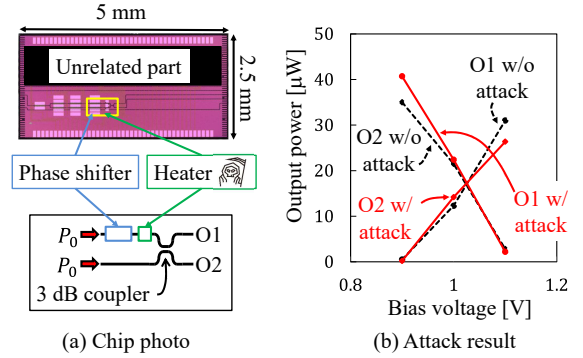 5 mm
2.5 mm
Unrelated part
Phase shifter
Heater
P0
O1
P0
O2
3 dB coupler
(a) Chip photo
Output power [μW]
50
40
30
20
10
0
O1 w/o
attack
O2 w/o
attack
O2 w/
attack
O1 w/
attack
0.8
1.0
1.2
Bias voltage [V]
(b) Attack result